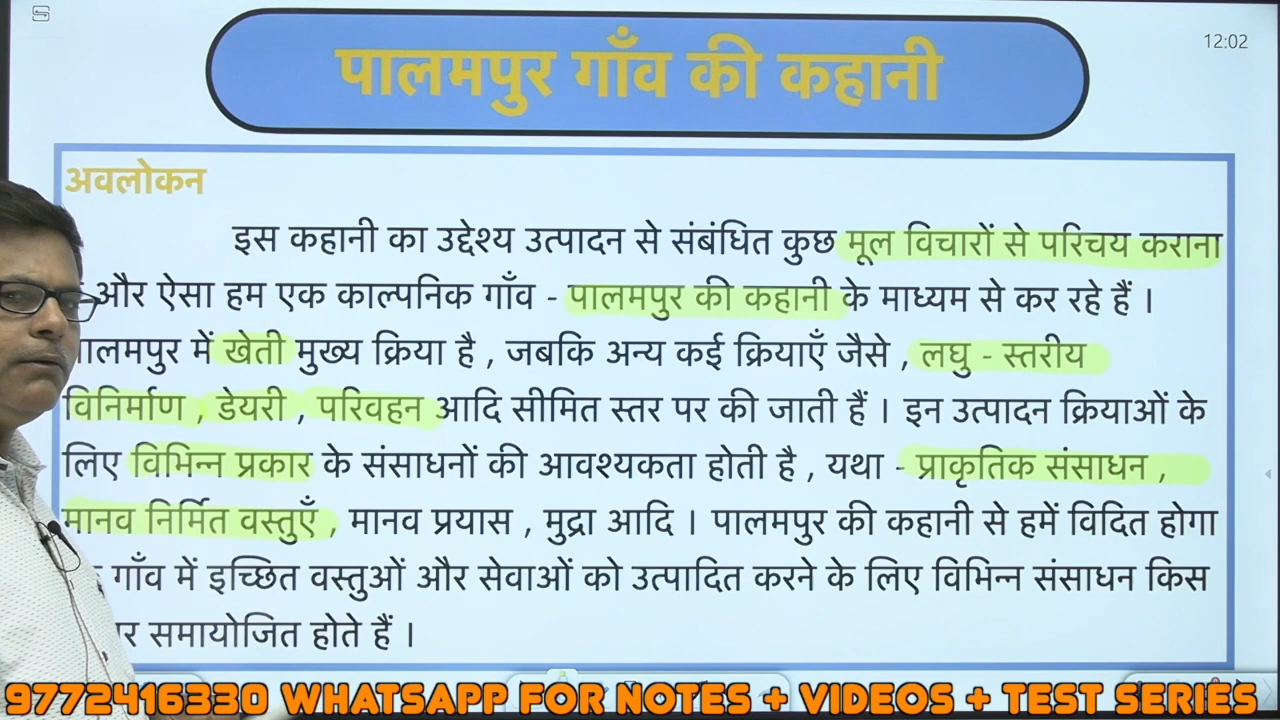 12:02
पालमपुर गाँव की कहानी
अवलोकन
इस कहानी का उद्देश्य उत्पादन से संबंधित कुछ मूल विचारों से परिचय कराना
और ऐसा हम एक काल्पनिक गाँव - पालमपुर की कहानी के माध्यम से कर रहे हैं ।
में खेती मुख्य क्रिया है , जबकि अन्य कई क्रियाएँ जैसे , लघु - स्तरीय
विनिर्माण , डेयरी , परिवहन आदि सीमित स्तर पर की जाती हैं । इन उत्पादन क्रियाओं के
लिए विभिन्न प्रकार के संसाधनों की आवश्यकता होती है , यथा - प्राकृतिक संसाधन ,
मानव निर्मित वस्तुएँ , मानव प्रयास , मुद्रा आदि । पालमपुर की कहानी से हमें विदित होगा
गाँव में इच्छित वस्तुओं और सेवाओं को उत्पादित करने के लिए विभिन्न संसाधन किस
समायोजित होते हैं ।
9772416330 WHATSAPP FOR NOTES + VIDEOS + TEST SERIES